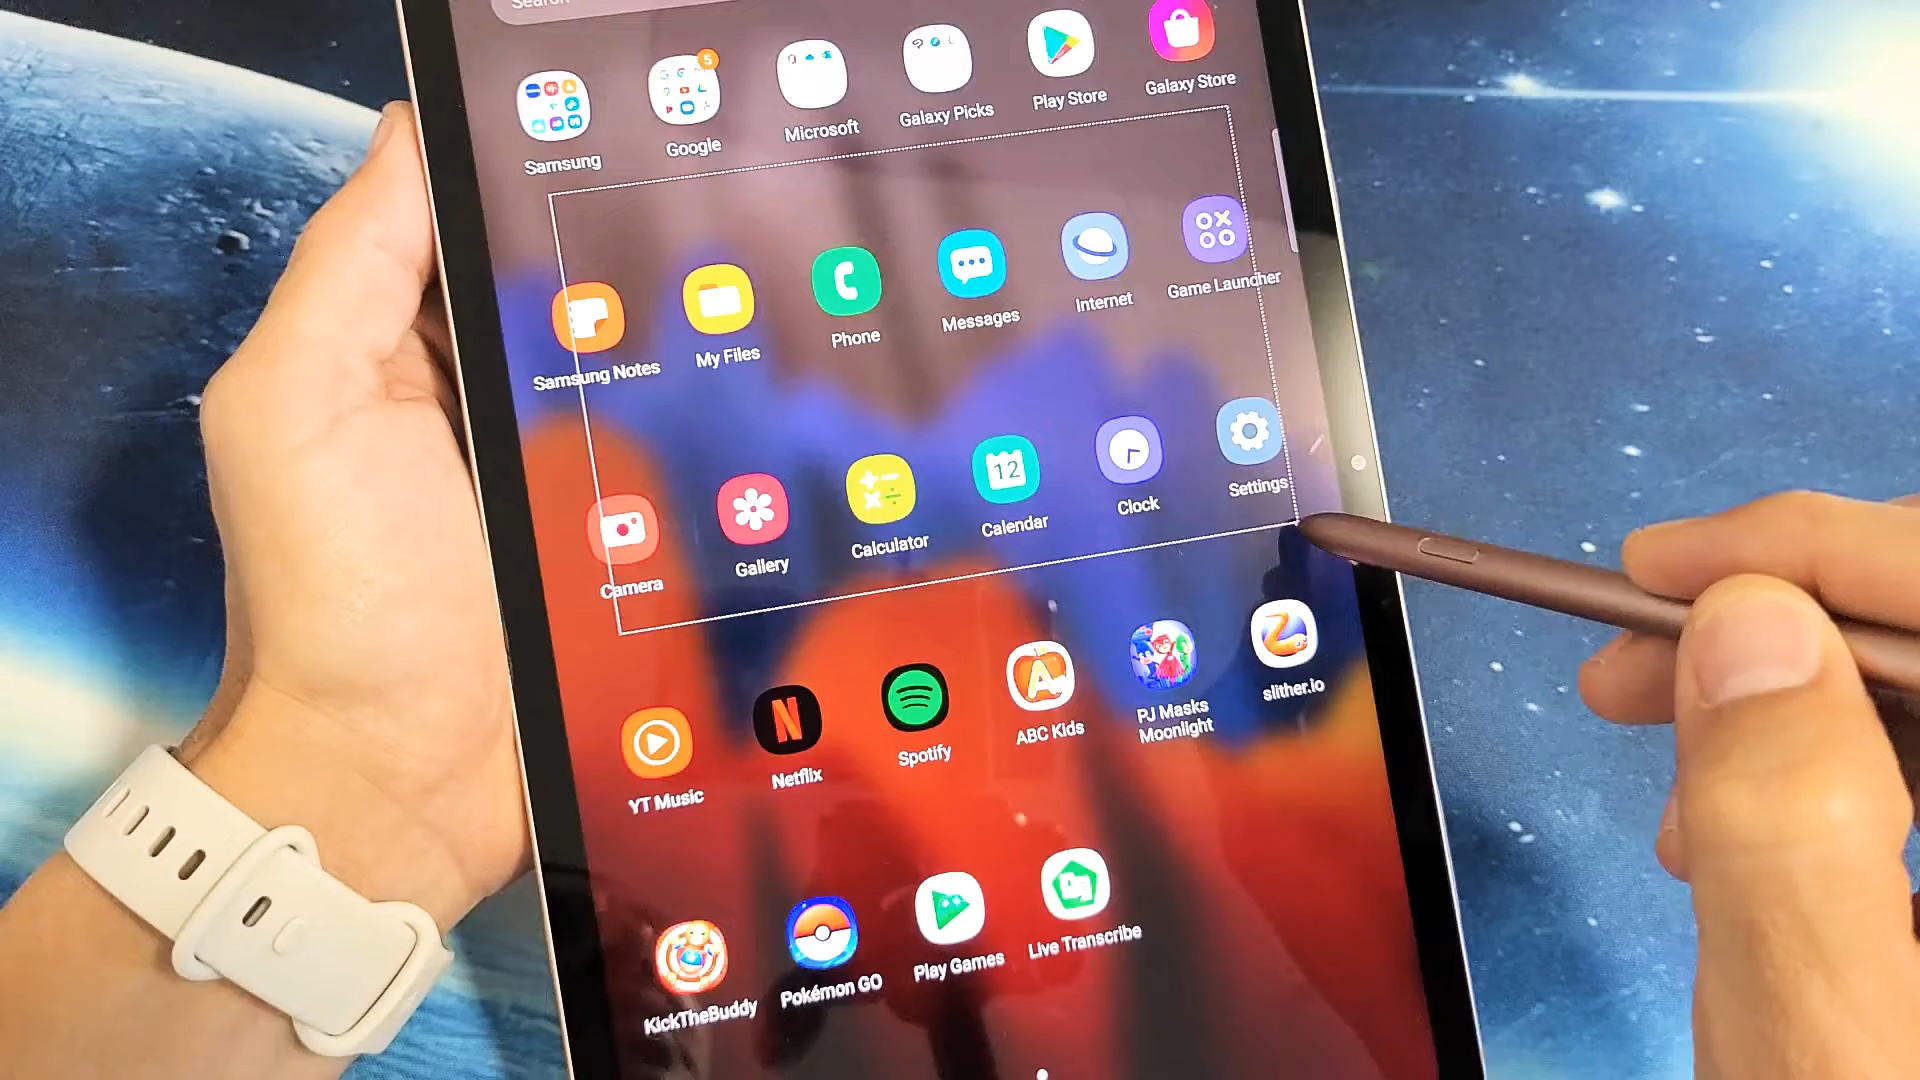 Search
5
Samsung
Google
Microsoft
Galaxy Picks
Play Store
Galaxy Store
Samsung Notes
My Files
Phone
Messages
Internet
Game Launcher
Camera
Gallery
Calculator
12
Calendar
Clock
Settings
YT Music
N
Netflix
Spotify
A
ABC Kids
PJ Masks
Moonlight
slither.io
KickTheBuddy
Pokémon GO
Play Games
Live Transcribe